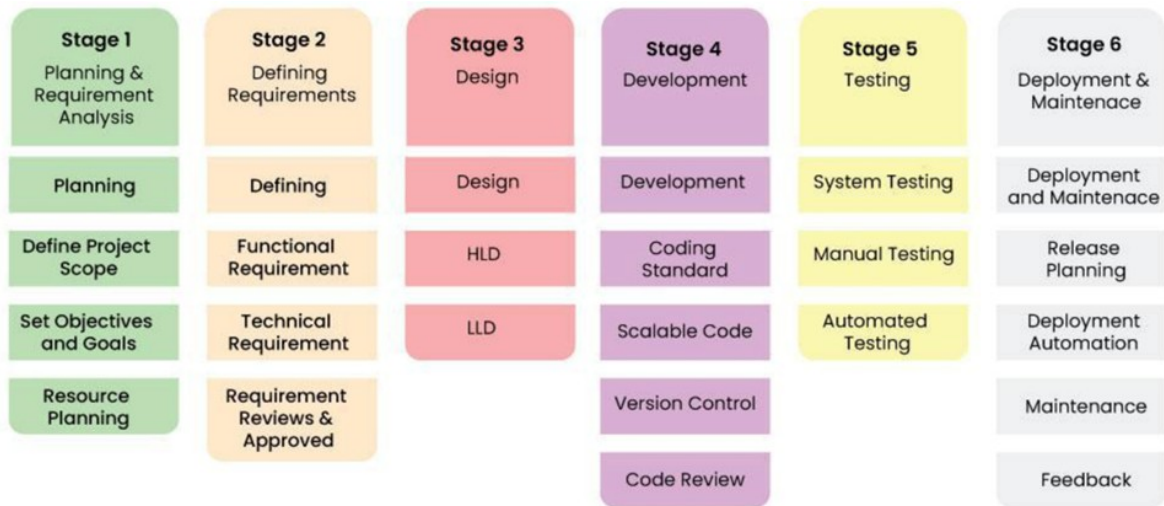 Stage 1
Planning &
Requirement
Analysis
Planning
Define Project
Scope
Set Objectives
and Goals
Resource
Planning
Stage 2
Defining
Requirements
Defining
Functional
Requirement
Technical
Requirement
Requirement
Reviews &
Approved
Stage 3
Design
Design
HLD
LLD
Stage 4
Development
Development
Coding
Standard
Scalable Code
Version Control
Code Review
Stage 5
Testing
System Testing
Manual Testing
Automated
Testing
Stage 6
Deployment &
Maintenace
Deployment
and Maintenace
Release
Planning
Deployment
Automation
Maintenance
Feedback